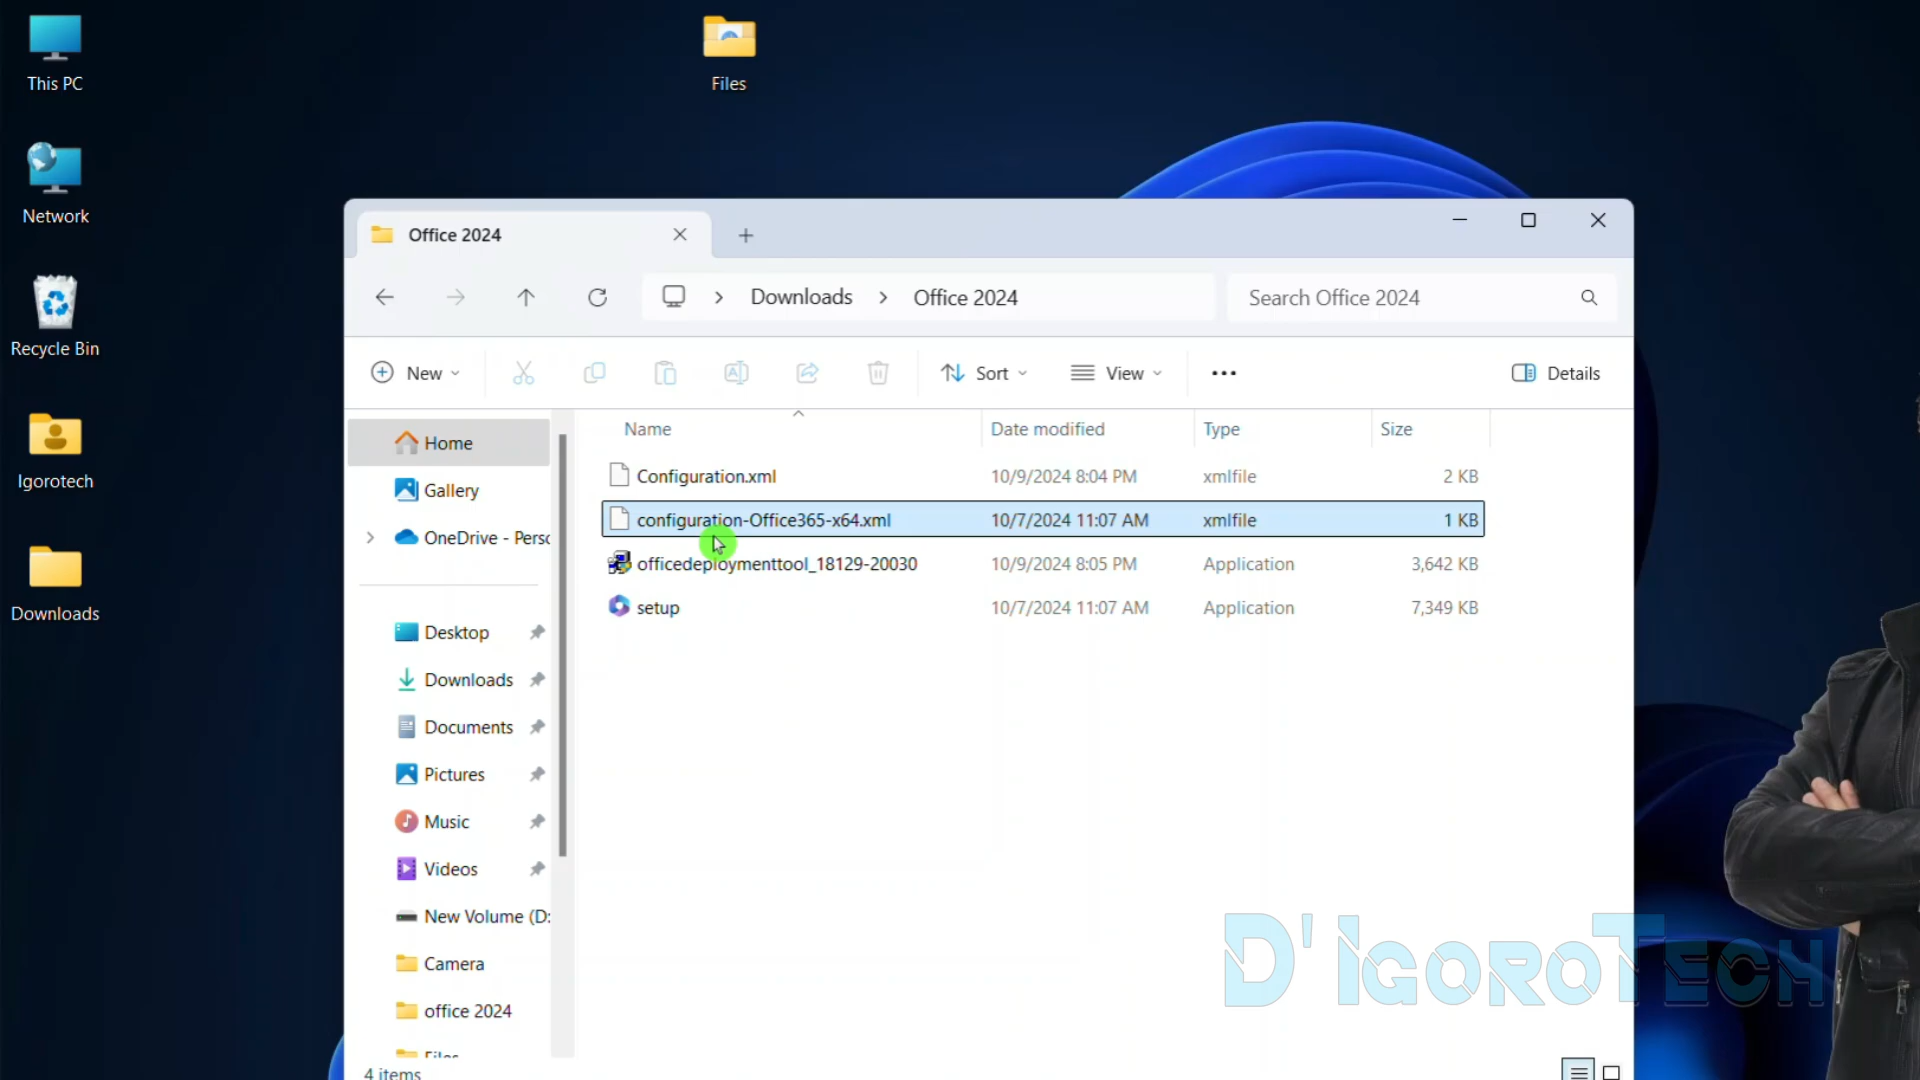 This PC
Files
Network
Recycle Bin
Igorotech
Downloads
Office 2024
Downloads
Office 2024
Search Office 2024
New
Sort
View
Details
Name
Date modified
Type
Size
Configuration.xml 10/9/2024 8:04 PM xmlfile 2 KB
configuration-Office365-x64.xml 10/7/2024 11:07 AM xmlfile 1 KB
officedeploymenttool_18129-20030 10/9/2024 8:05 PM Application 3,642 KB
setup 10/7/2024 11:07 AM Application 7,349 KB
Home
Gallery
OneDrive - Perso
Desktop
Downloads
Documents
Pictures
Music
Videos
New Volume (D:
Camera
office 2024
Files
4 items
D'IGOROTECH